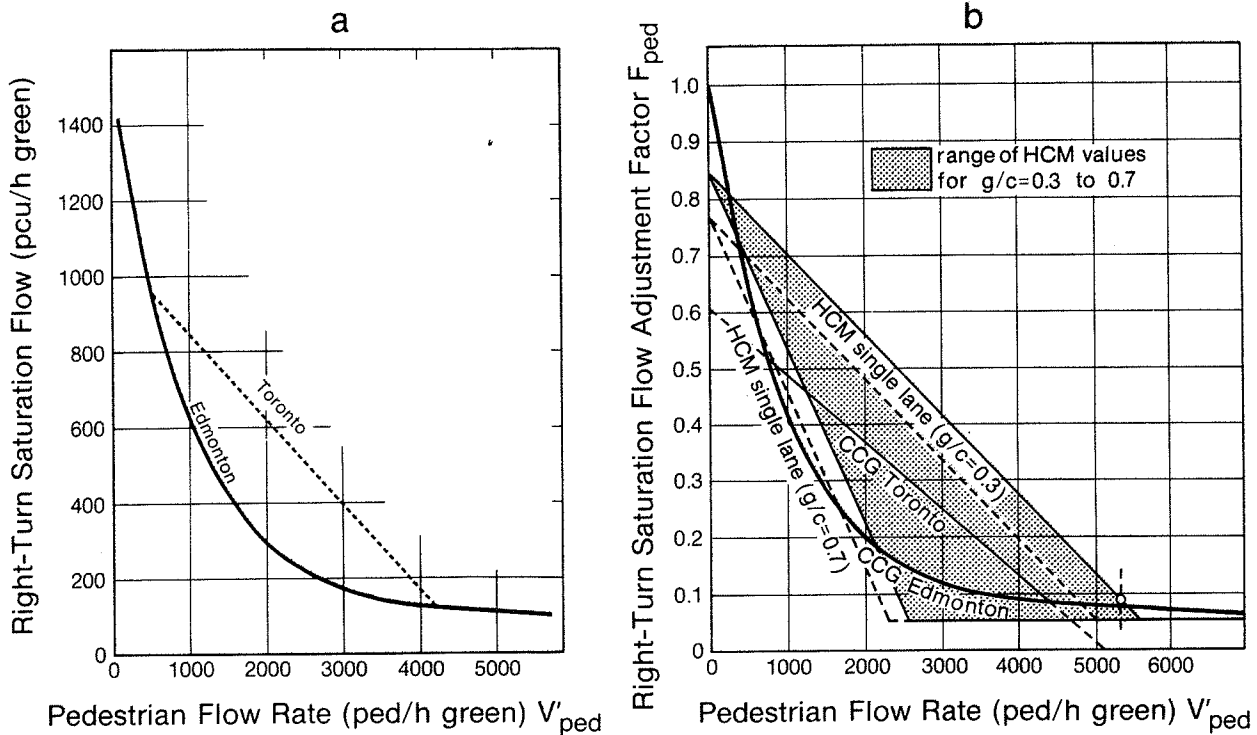 a
Right-Turn Saturation Flow (pcu/h green)
1400
1200
1000
800
600
400
200
0
Edmonton
Toronto
0 1000 2000 3000 4000 5000
Pedestrian Flow Rate (ped/h green) V'ped
b
Right-Turn Saturation Flow Adjustment Factor Fped
1.0
0.9
0.8
0.7
0.6
0.5
0.4
0.3
0.2
0.1
0
range of HCM values
for g/c=0.3 to 0.7
HCM single lane (g/c=0.3)
HCM single lane (g/c=0.7)
CCG Toronto
CCG Edmonton
0 1000 2000 3000 4000 5000 6000
Pedestrian Flow Rate (ped/h green) V'ped